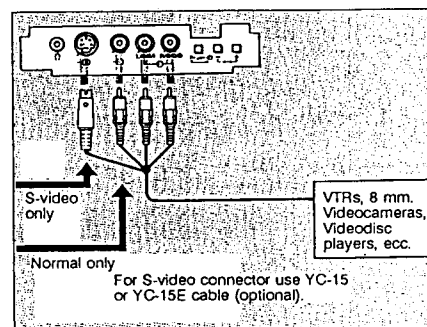 S-video
only
Normal only
VTRs, 8 mm.
Videocameras,
Videodisc
players, ecc.
For S-video connector use YC-15
or YC-15E cable (optional).